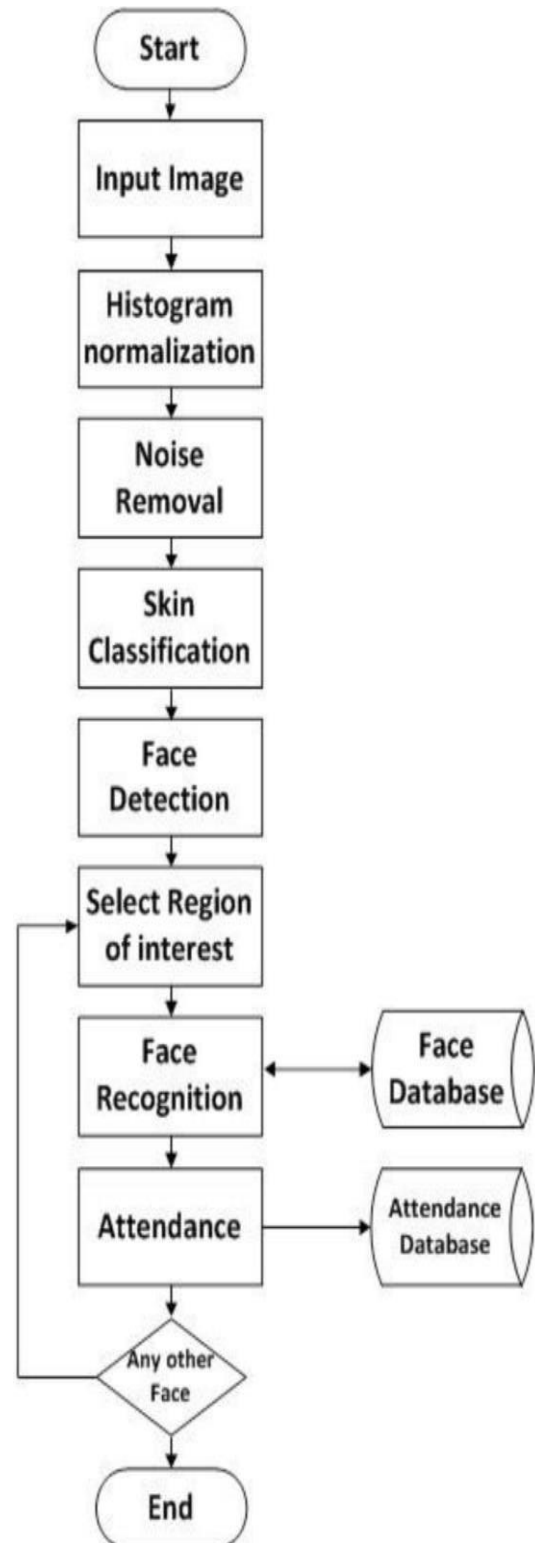 Start
Input Image
Histogram
normalization
Noise
Removal
Skin
Classification
Face
Detection
Select Region
of interest
Face
Recognition
Face
Database
Attendance
Attendance
Database
Any other
Face
End